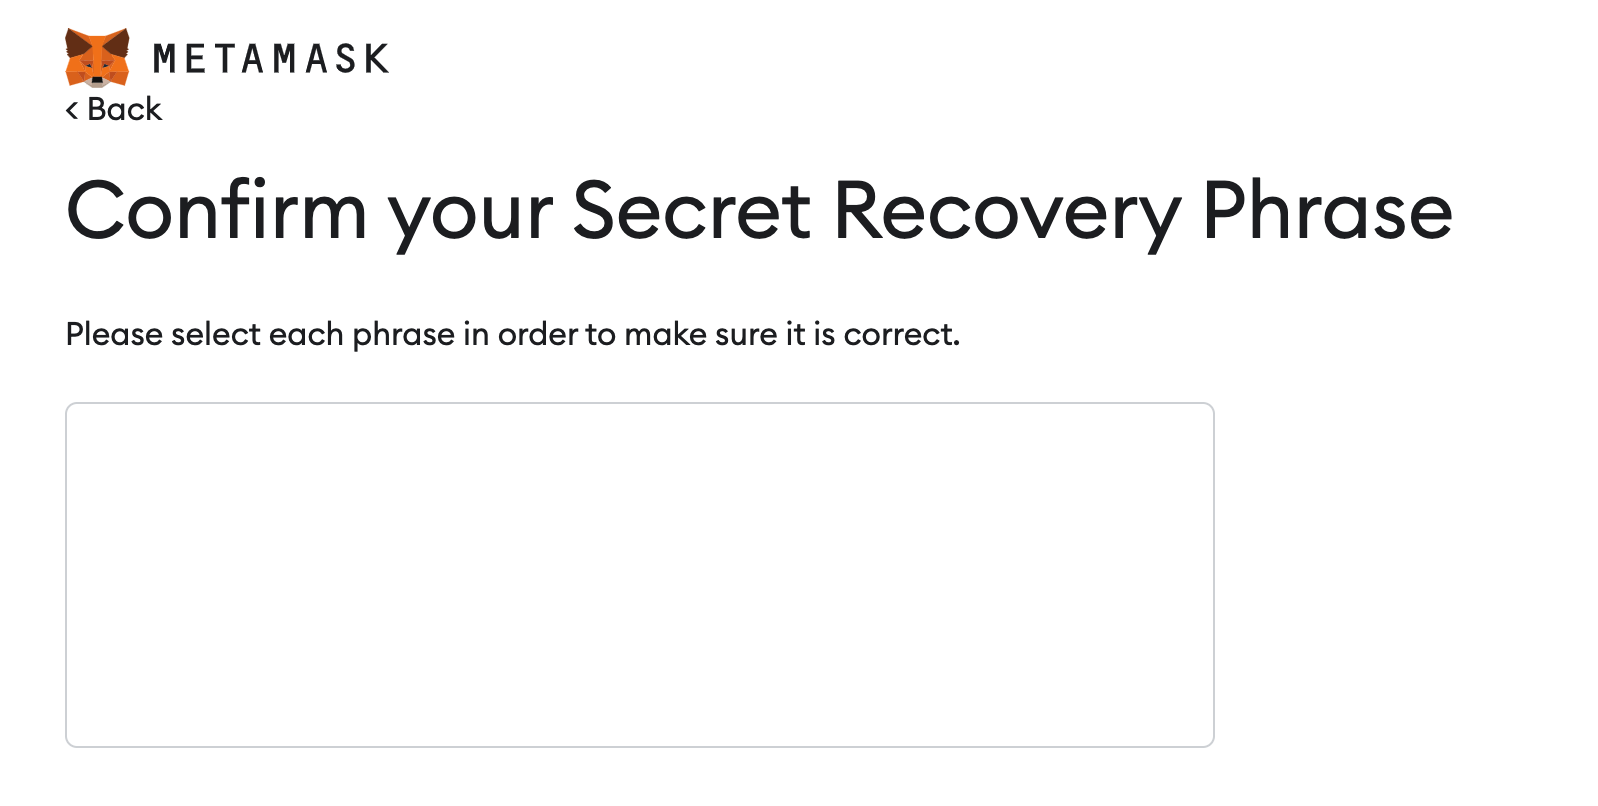 METAMASK
< Back
Confirm your Secret Recovery Phrase
Please select each phrase in order to make sure it is correct.